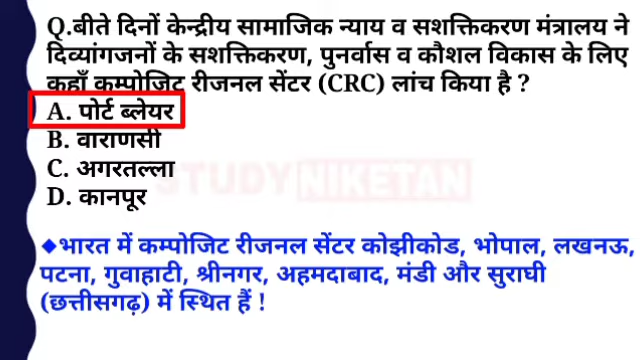 Q.बीते दिनों केन्द्रीय सामाजिक न्याय व सशक्तिकरण मंत्रालय ने
दिव्यांगजनों के सशक्तिकरण, पुनर्वास व कौशल विकास के लिए
कहाँ कम्पोजिट रीजनल सेंटर (CRC) लांच किया है ?
A. पोर्ट ब्लेयर
B. वाराणसी
C. अगरतल्ला
D. कानपूर
STUDY NIKETAN
◆भारत में कम्पोजिट रीजनल सेंटर कोझीकोड, भोपाल, लखनऊ,
पटना, गुवाहाटी, श्रीनगर, अहमदाबाद, मंडी और सुराघी
(छत्तीसगढ़) में स्थित हैं !